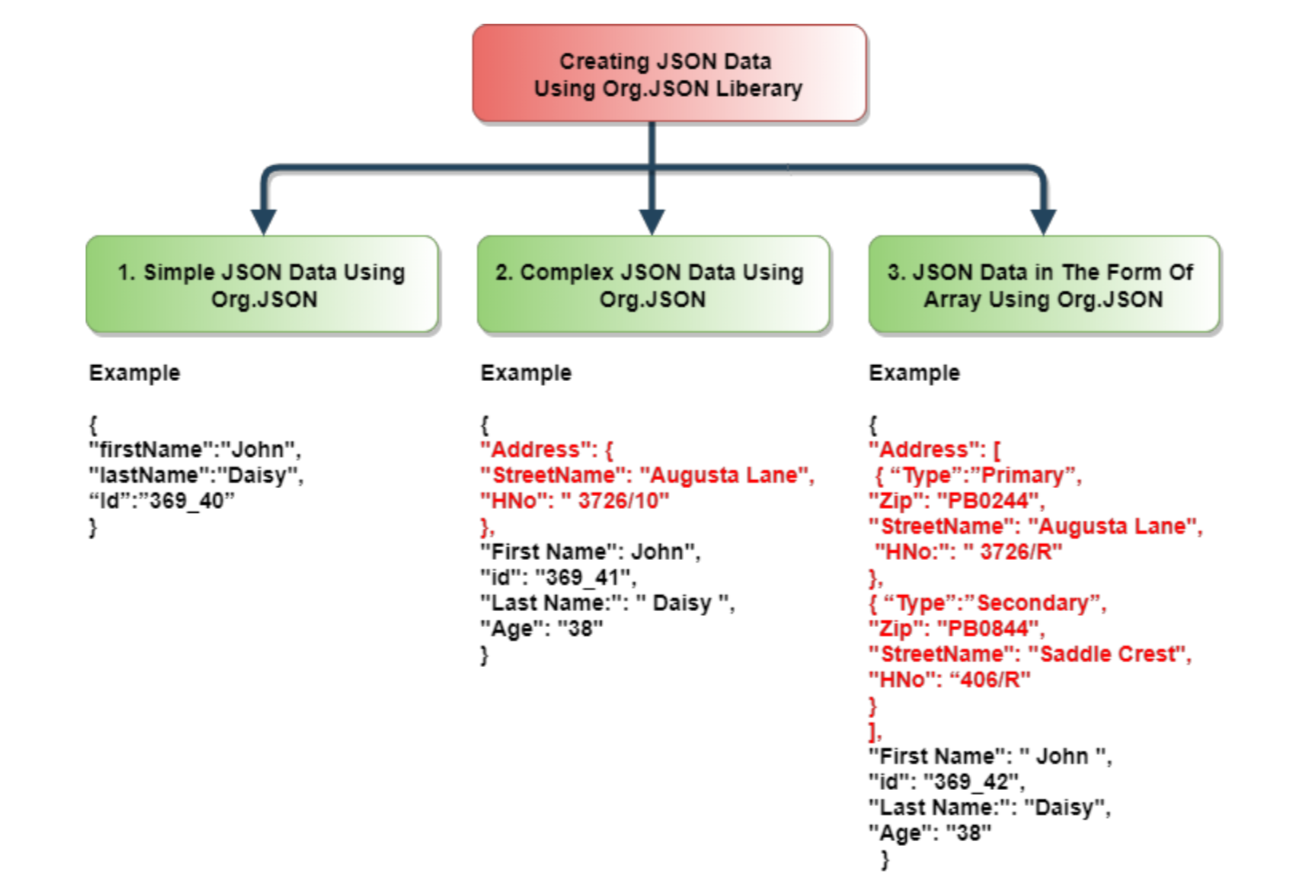 Creating JSON Data
Using Org.JSON Liberary
1. Simple JSON Data Using
Org.JSON
Example
{
"firstName":"John",
"lastName":"Daisy",
“Id”:”369_40”
}
2. Complex JSON Data Using
Org.JSON
Example
{
"Address": {
"StreetName": "Augusta Lane",
"HNo": " 3726/10"
},
"First Name": John",
"id": "369_41",
"Last Name:": " Daisy ",
"Age": "38"
}
3. JSON Data in The Form Of
Array Using Org.JSON
Example
{
"Address": [
{ “Type”:”Primary”,
"Zip": "PB0244",
"StreetName": "Augusta Lane",
"HNo:": " 3726/R"
},
{ “Type”:”Secondary”,
"Zip": "PB0844",
"StreetName": "Saddle Crest",
"HNo": “406/R"
}
],
"First Name": " John ",
"id": "369_42",
"Last Name:": "Daisy",
"Age": "38"
}